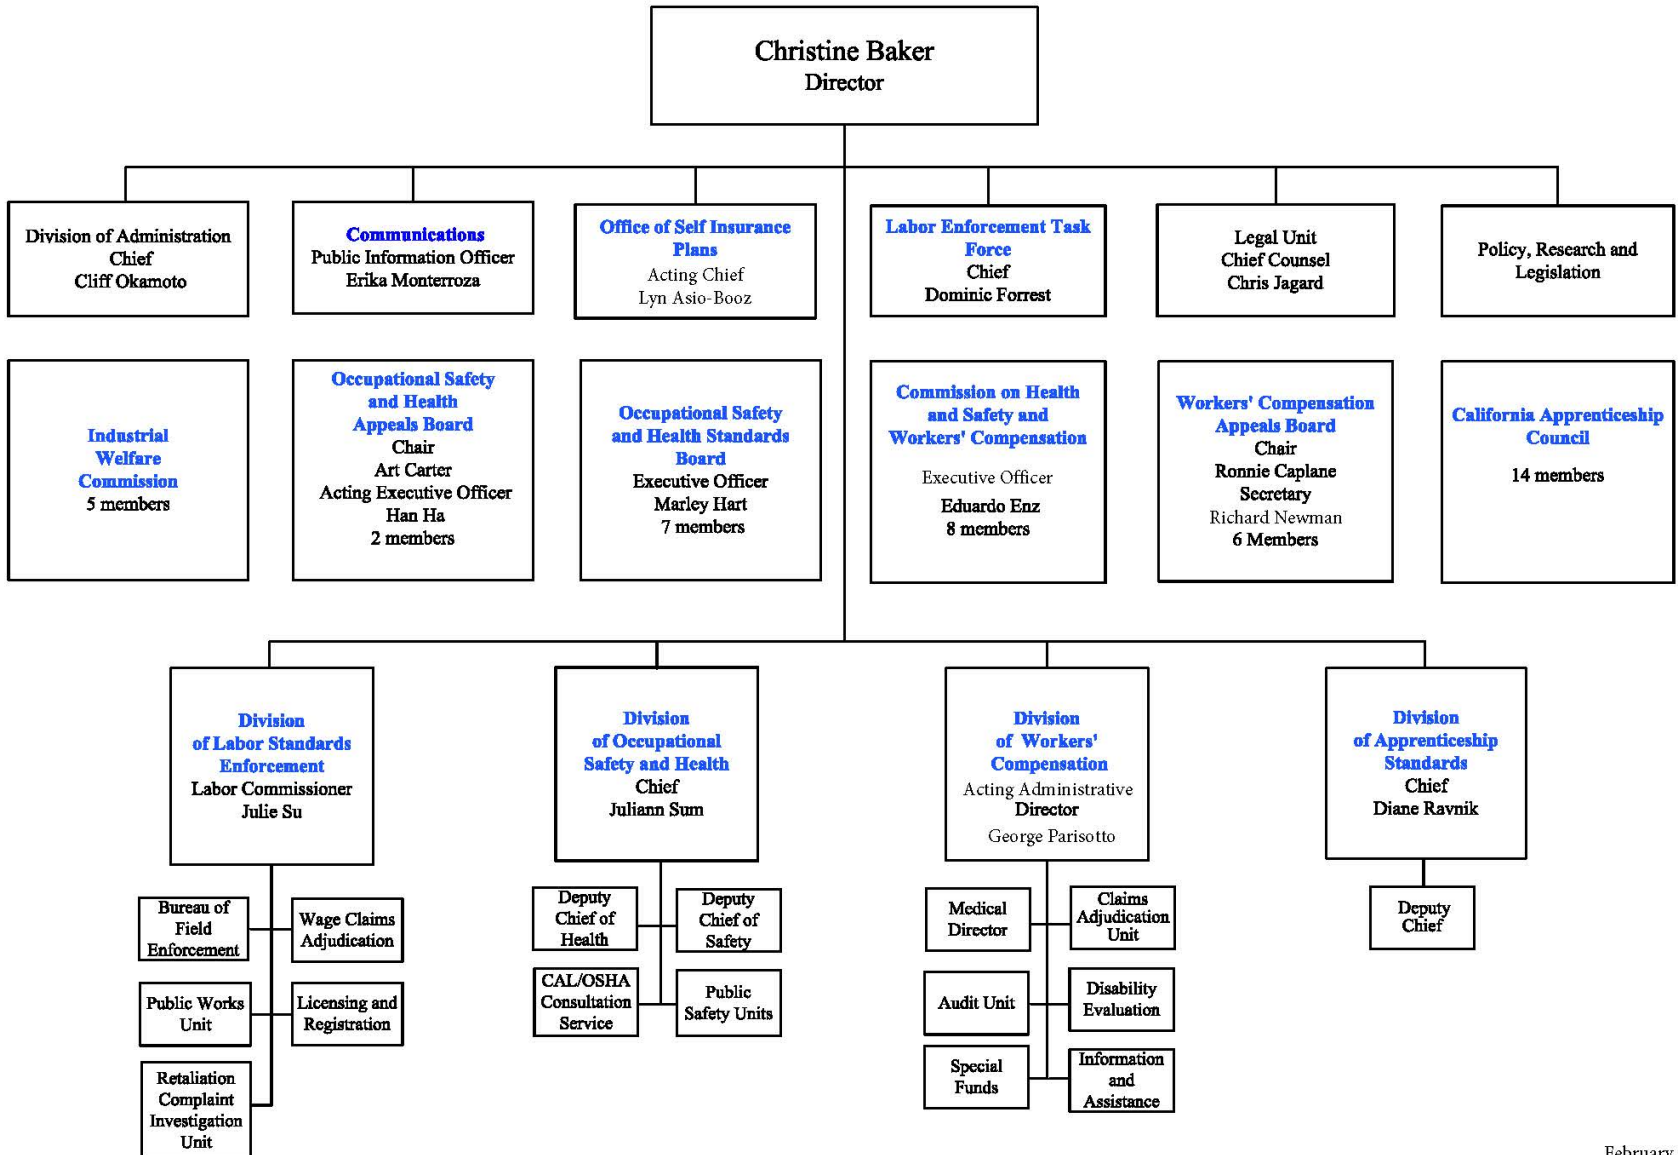 Christine Baker
Director
Division of Administration
Chief
Cliff Okamoto
Communications
Public Information Officer
Erika Monterroza
Office of Self Insurance
Plans
Acting Chief
Lyn Asio-Booz
Labor Enforcement Task
Force
Chief
Dominic Forrest
Legal Unit
Chief Counsel
Chris Jagard
Policy, Research and
Legislation
Industrial
Welfare
Commission
5 members
Occupational Safety
and Health
Appeals Board
Chair
Art Carter
Acting Executive Officer
Han Ha
2 members
Occupational Safety
and Health Standards
Board
Executive Officer
Marley Hart
7 members
Commission on Health
and Safety and
Workers' Compensation
Executive Officer
Eduardo Enz
8 members
Workers' Compensation
Appeals Board
Chair
Ronnie Caplane
Secretary
Richard Newman
6 Members
California Apprenticeship
Council
14 members
Division
of Labor Standards
Enforcement
Labor Commissioner
Julie Su
Division
of Occupational
Safety and Health
Chief
Juliann Sum
Division
of Workers'
Compensation
Acting Administrative
Director
George Parisotto
Division
of Apprenticeship
Standards
Chief
Diane Ravnik
Bureau of
Field
Enforcement
Wage Claims
Adjudication
Public Works
Unit
Licensing and
Registration
Retaliation
Complaint
Investigation
Unit
Deputy
Chief of
Health
Deputy
Chief of
Safety
CAL/OSHA
Consultation
Service
Public
Safety Units
Medical
Director
Claims
Adjudication
Unit
Audit Unit
Disability
Evaluation
Special
Funds
Information
and
Assistance
Deputy
Chief
February